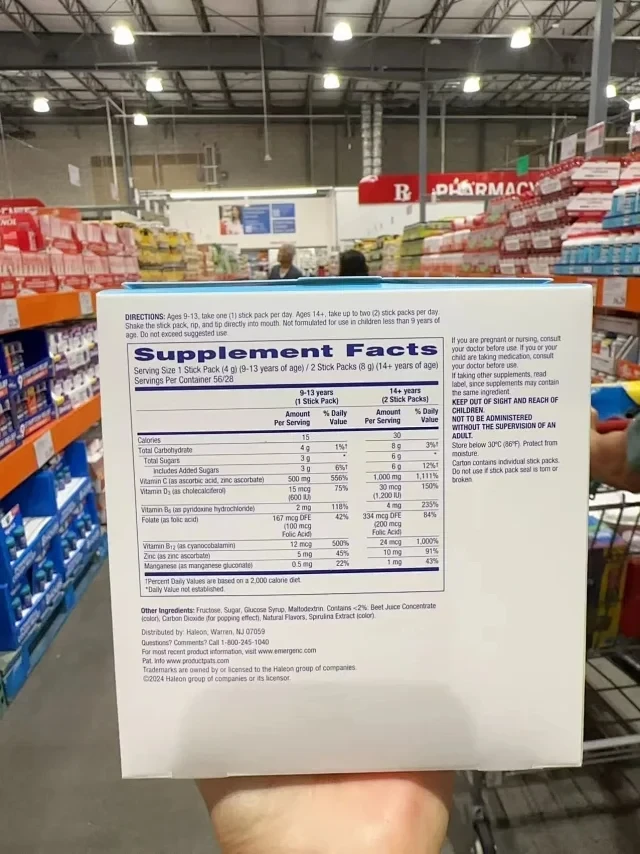 ℞ PHARMACY
DIRECTIONS: Ages 9-13, take one (1) stick pack per day. Ages 14+, take up to two (2) stick packs per day.
Shake the stick pack, rip, and tip directly into mouth. Not formulated for use in children less than 9 years of
age. Do not exceed suggested use.
Supplement Facts
Serving Size 1 Stick Pack (4 g) (9-13 years of age) / 2 Stick Packs (8 g) (14+ years of age)
Servings Per Container 56/28
9-13 years 14+ years
(1 Stick Pack) (2 Stick Packs)
Amount % Daily Amount % Daily
Per Serving Value Per Serving Value
Calories 15 30
Total Carbohydrate 4 g 1%† 8 g 3%†
Total Sugars 3 g * 6 g *
Includes Added Sugars 3 g 6%† 6 g 12%†
Vitamin C (as ascorbic acid, zinc ascorbate) 500 mg 556% 1,000 mg 1,111%
Vitamin D3 (as cholecalciferol) 15 mcg 75% 30 mcg 150%
(600 IU) (1,200 IU)
Vitamin B6 (as pyridoxine hydrochloride) 2 mg 118% 4 mg 235%
Folate (as folic acid) 167 mcg DFE 42% 334 mcg DFE 84%
(100 mcg (200 mcg
Folic Acid) Folic Acid)
Vitamin B12 (as cyanocobalamin) 12 mcg 500% 24 mcg 1,000%
Zinc (as zinc ascorbate) 5 mg 45% 10 mg 91%
Manganese (as manganese gluconate) 0.5 mg 22% 1 mg 43%
†Percent Daily Values are based on a 2,000 calorie diet.
*Daily Value not established.
If you are pregnant or nursing, consult
your doctor before use. If you or your
child are taking medication, consult
your doctor before use.
If taking other supplements, read
label, since supplements may contain
the same ingredient.
KEEP OUT OF SIGHT AND REACH OF
CHILDREN.
NOT TO BE ADMINISTERED
WITHOUT THE SUPERVISION OF AN
ADULT.
Store below 30ºC (86ºF). Protect from
moisture.
Carton contains individual stick packs.
Do not use if stick pack seal is torn or
broken.
Other Ingredients: Fructose, Sugar, Glucose Syrup, Maltodextrin. Contains <2%: Beet Juice Concentrate
(color), Carbon Dioxide (for popping effect), Natural Flavors, Spirulina Extract (color).
Distributed by: Haleon, Warren, NJ 07059
Questions? Comments? Call 1-800-245-1040
For most recent product information, visit www.emergenc.com
Pat. Info www.productpats.com
Trademarks are owned by or licensed to the Haleon group of companies.
©2024 Haleon group of companies or its licensor.